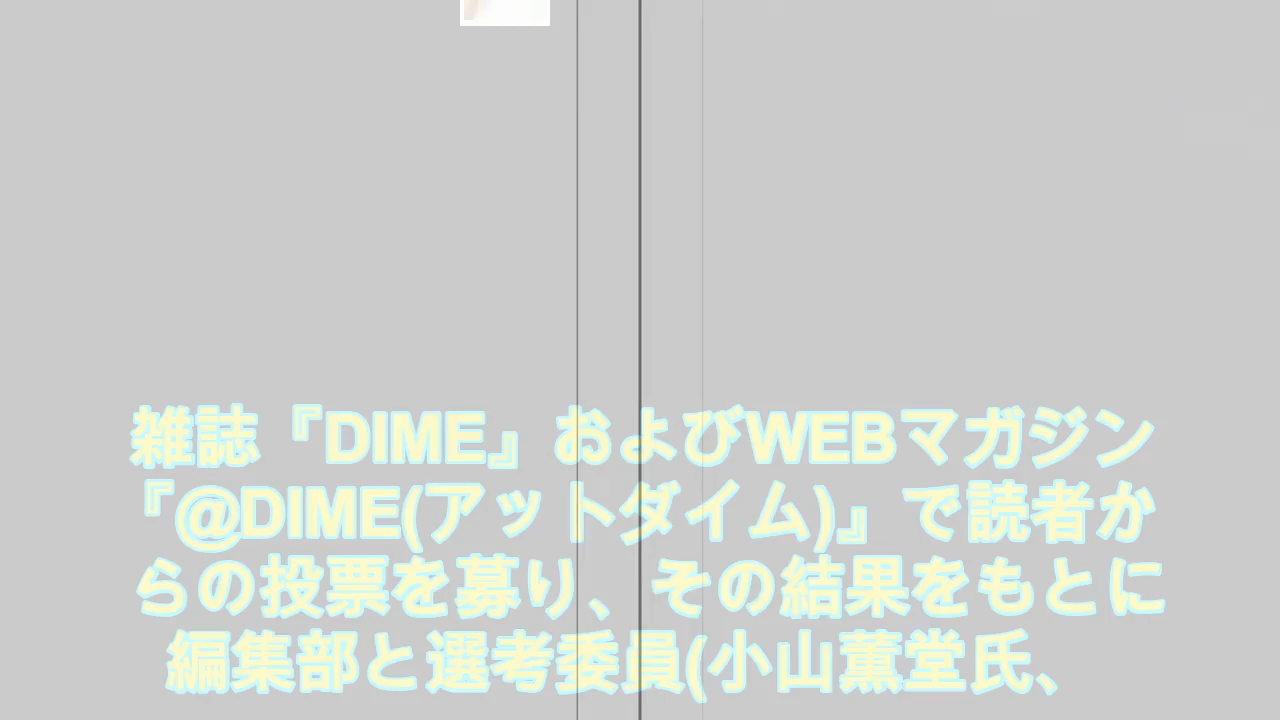 雑誌『DIME』およびWEBマガジン
『@DIME(アットダイム)』で読者か
らの投票を募り、その結果をもとに
編集部と選考委員(小山薫堂氏、